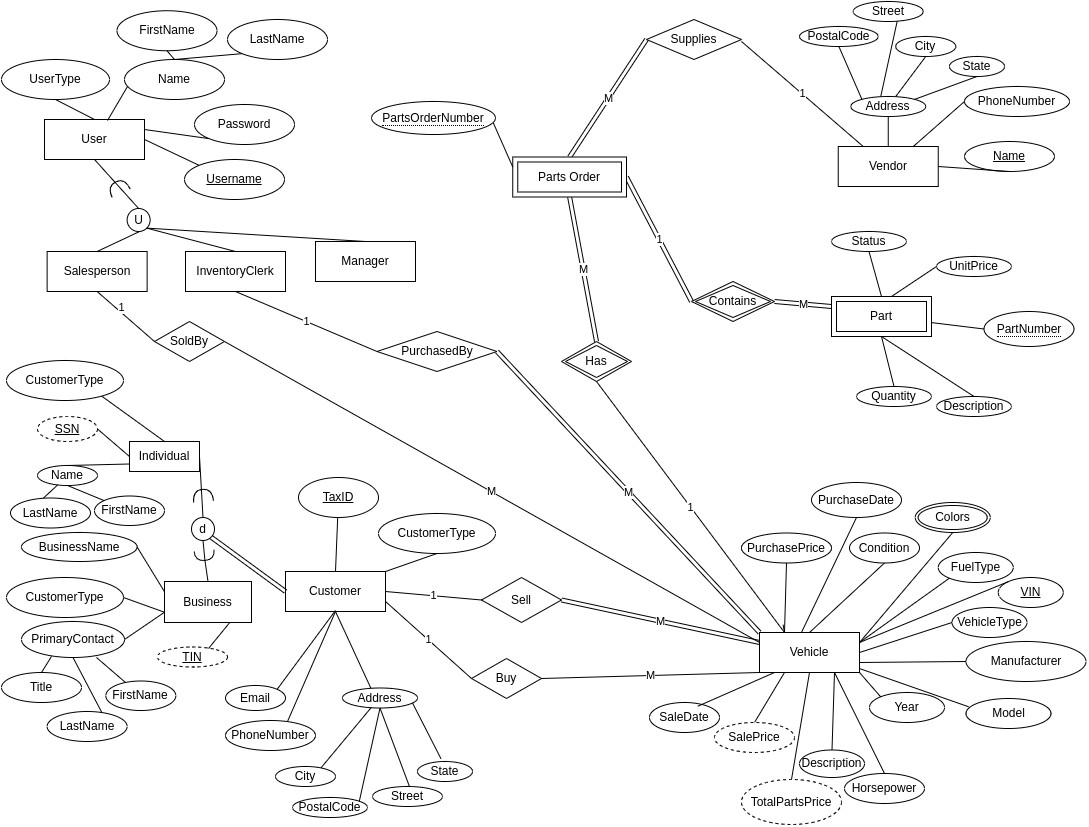 Street
FirstName
PostalCode
LastName
Supplies
City
State
UserType
Name
PhoneNumber
M
1
Address
PartsOrderNumber
Password
User
Name
Vendor
Parts Order
Username
U
1
Status
Manager
UnitPrice
Salesperson
InventoryClerk
M
Contains
M
1
Part
PartNumber
1
SoldBy
PurchasedBy
Has
CustomerType
Quantity
Description
SSN
Individual
Name
M
M
PurchaseDate
TaxID
1
LastName
FirstName
Colors
d
CustomerType
BusinessName
PurchasePrice
Condition
FuelType
Customer
VIN
CustomerType
1
Sell
Business
M
VehicleType
PrimaryContact
1
Vehicle
TIN
Manufacturer
M
Buy
Title
FirstName
Email
Address
Year
Model
SaleDate
LastName
PhoneNumber
SalePrice
Description
State
City
Horsepower
Street
TotalPartsPrice
PostalCode